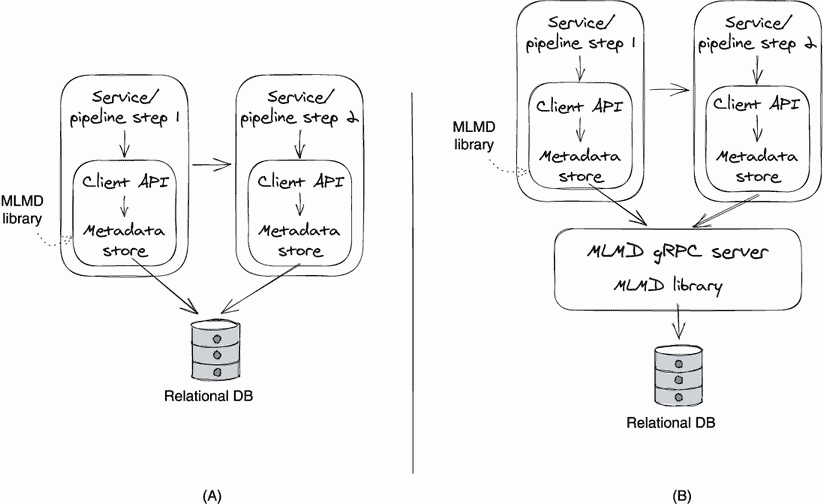 Service/
pipeline step 1
Client API
Metadata
store
Service/
pipeline step 2
Client API
Metadata
store
MLMD
library
Relational DB
(A)
Service/
pipeline step 1
Client API
Metadata
store
Service/
pipeline step 2
Client API
Metadata
store
MLMD
library
MLMD gRPC server
MLMD library
Relational DB
(B)